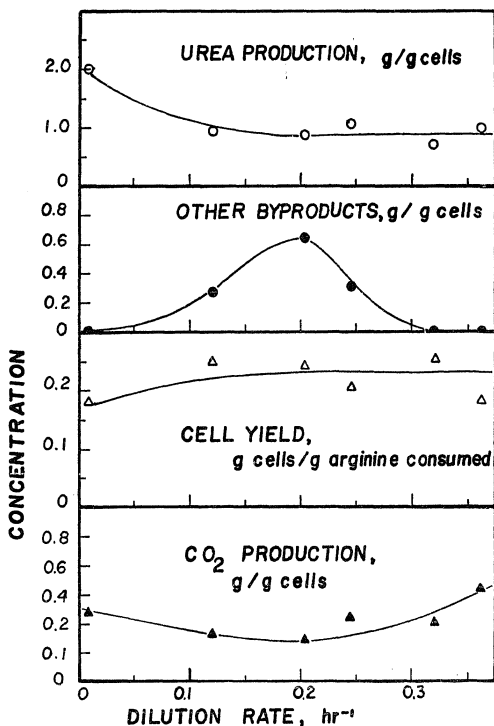 UREA PRODUCTION, g/g cells
2.0
1.0
0
OTHER BYPRODUCTS, g/g cells
0.8
0.6
0.4
0.2
0
0.2
0.1
0
CELL YIELD,
g cells/g arginine consumed
CO2 PRODUCTION,
g/g cells
0.8
0.6
0.4
0.2
0.1
0
CONCENTRATION
0 0.1 0.2 0.3
DILUTION RATE, hr⁻¹